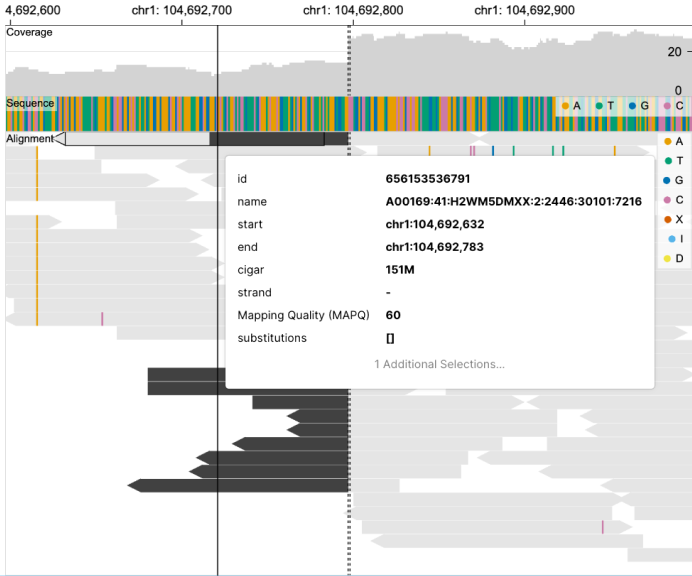 4,692,600 chr1: 104,692,700 chr1: 104,692,800 chr1: 104,692,900
Coverage
20
0
Sequence
A T G C
Alignment
A
T
G
C
X
I
D
id 656153536791
name A00169:41:H2WM5DMXX:2:2446:30101:7216
start chr1:104,692,632
end chr1:104,692,783
cigar 151M
strand -
Mapping Quality (MAPQ) 60
substitutions []
1 Additional Selections...